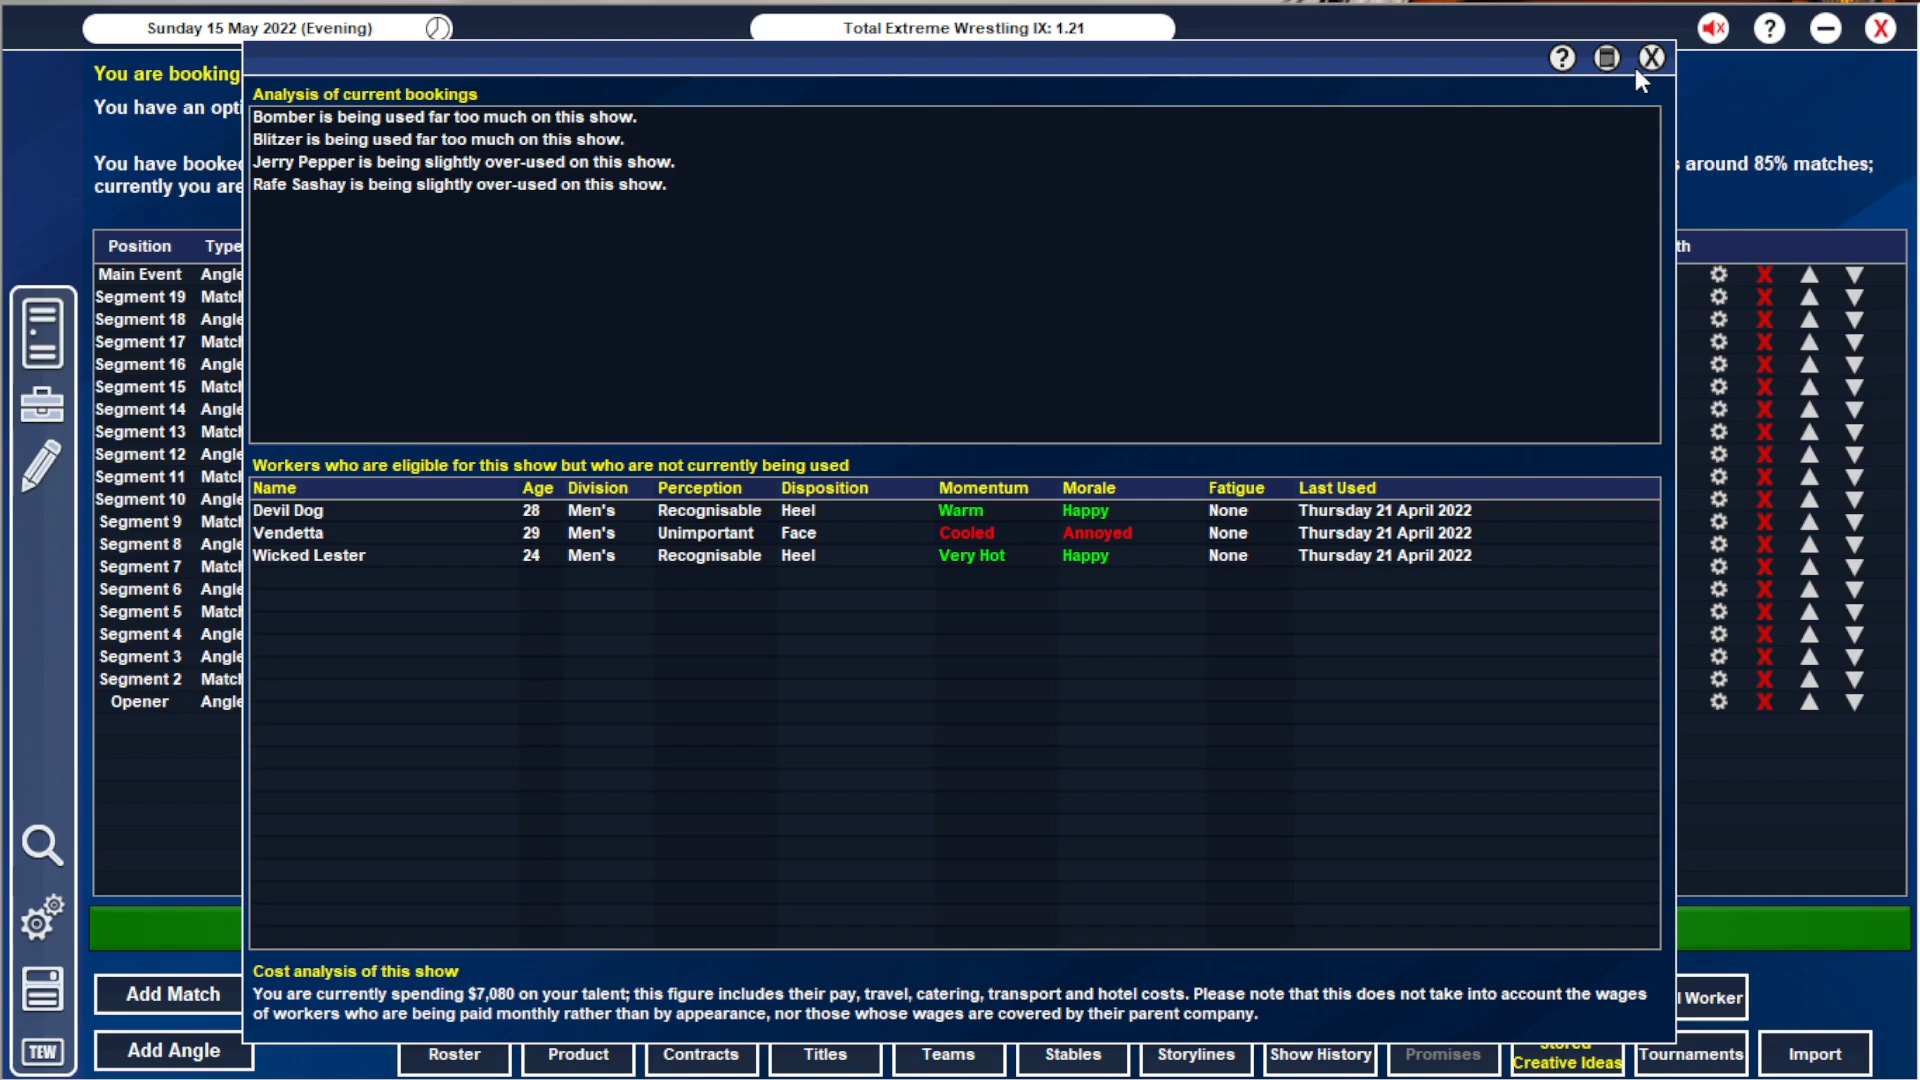 Sunday 15 May 2022 (Evening)
Total Extreme Wrestling IX: 1.21
You are booking
You have an opti
You have booked
s around 85% matches;
currently you are
Analysis of current bookings
Bomber is being used far too much on this show.
Blitzer is being used far too much on this show.
Jerry Pepper is being slightly over-used on this show.
Rafe Sashay is being slightly over-used on this show.
Position Type th
Main Event Angle
Segment 19 Match
Segment 18 Angle
Segment 17 Match
Segment 16 Angle
Segment 15 Match
Segment 14 Angle
Segment 13 Match
Segment 12 Angle
Segment 11 Match
Segment 10 Angle
Segment 9 Match
Segment 8 Angle
Segment 7 Match
Segment 6 Angle
Segment 5 Match
Segment 4 Angle
Segment 3 Angle
Segment 2 Match
Opener Angle
Workers who are eligible for this show but who are not currently being used
Name Age Division Perception Disposition Momentum Morale Fatigue Last Used
Devil Dog 28 Men's Recognisable Heel Warm Happy None Thursday 21 April 2022
Vendetta 29 Men's Unimportant Face Cooled Annoyed None Thursday 21 April 2022
Wicked Lester 24 Men's Recognisable Heel Very Hot Happy None Thursday 21 April 2022
Cost analysis of this show
You are currently spending $7,080 on your talent; this figure includes their pay, travel, catering, transport and hotel costs. Please note that this does not take into account the wages
of workers who are being paid monthly rather than by appearance, nor those whose wages are covered by their parent company.
Add Match
l Worker
Add Angle
TEW
Roster Product Contracts Titles Teams Stables Storylines Show History Promises Stored Creative Ideas Tournaments Import